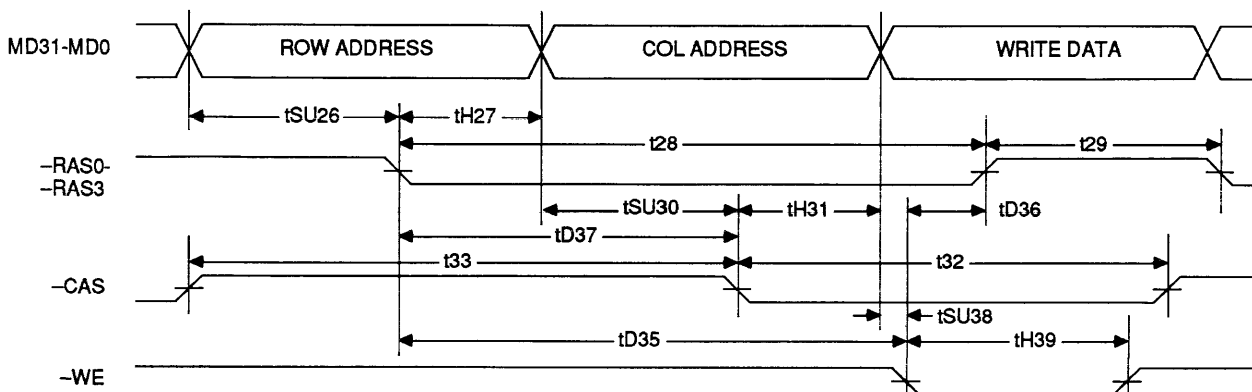 MD31-MD0 ROW ADDRESS COL ADDRESS WRITE DATA
tSU26 tH27
t28 t29
–RAS0-
–RAS3
tSU30 tH31 tD36
tD37
t33 t32
–CAS
tSU38
tD35 tH39
–WE